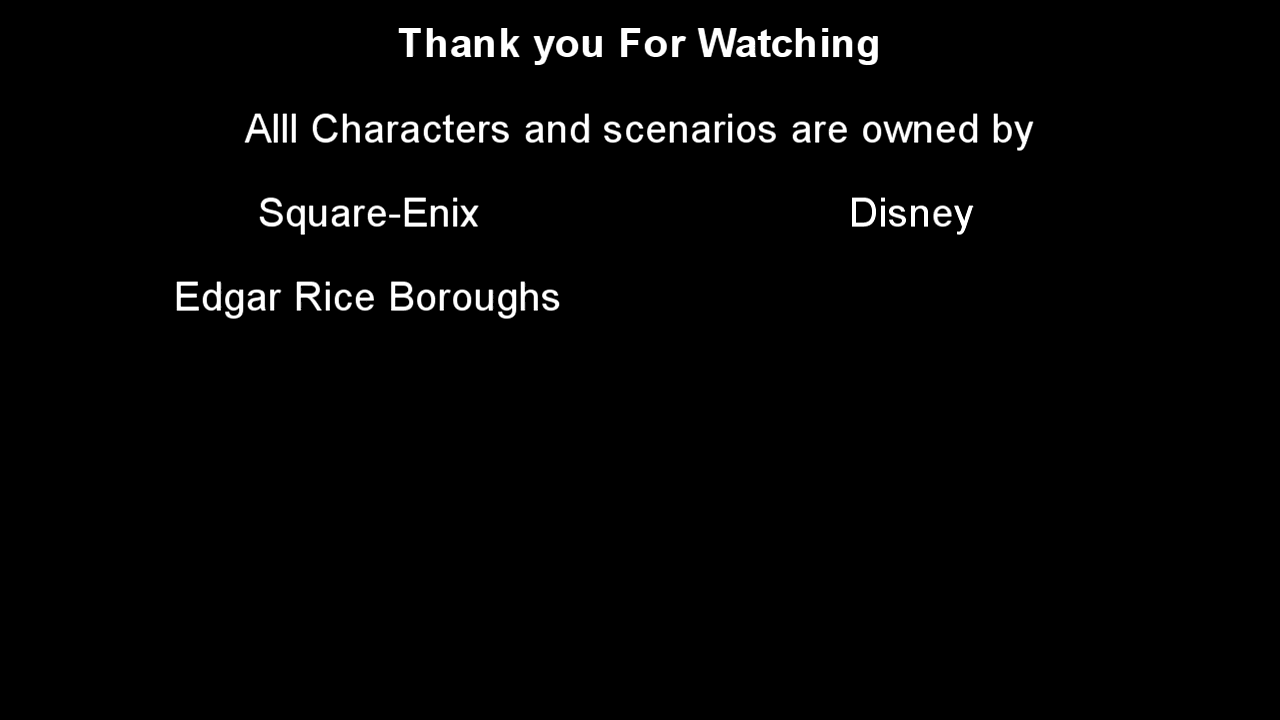 Thank you For Watching
Alll Characters and scenarios are owned by
Square-Enix Disney
Edgar Rice Boroughs